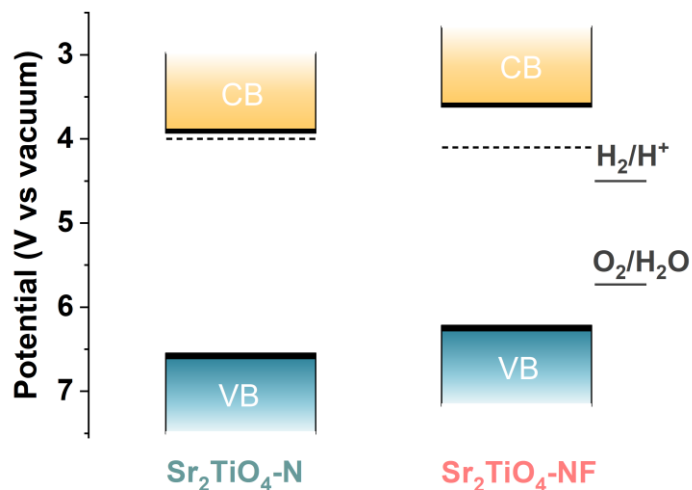 Potential (V vs vacuum)
3
4
5
6
7
CB
CB
H₂/H⁺
O₂/H₂O
VB
VB
Sr₂TiO₄-N
Sr₂TiO₄-NF